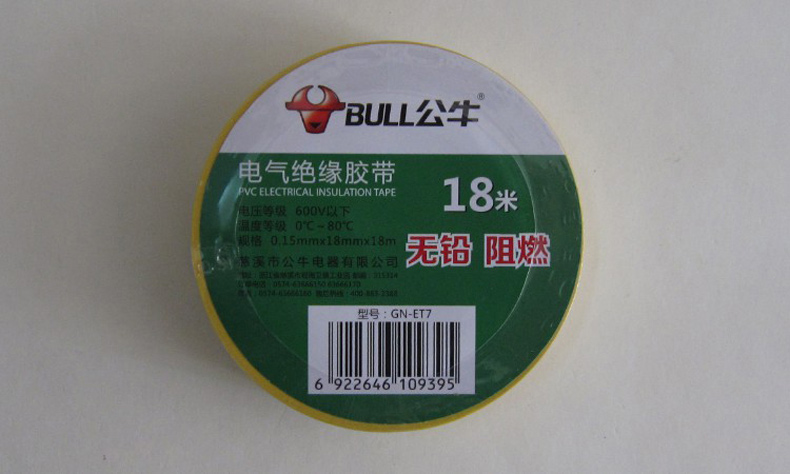 BULL公牛®
电气绝缘胶带
PVC ELECTRICAL INSULATION TAPE
18米
电压等级 600V以下
温度等级 0℃~80℃
规格 0.15mmx18mmx18m
无铅 阻燃
慈溪市公牛电器有限公司
邮编：315314
型号：GN-ET7
6 922646 109395